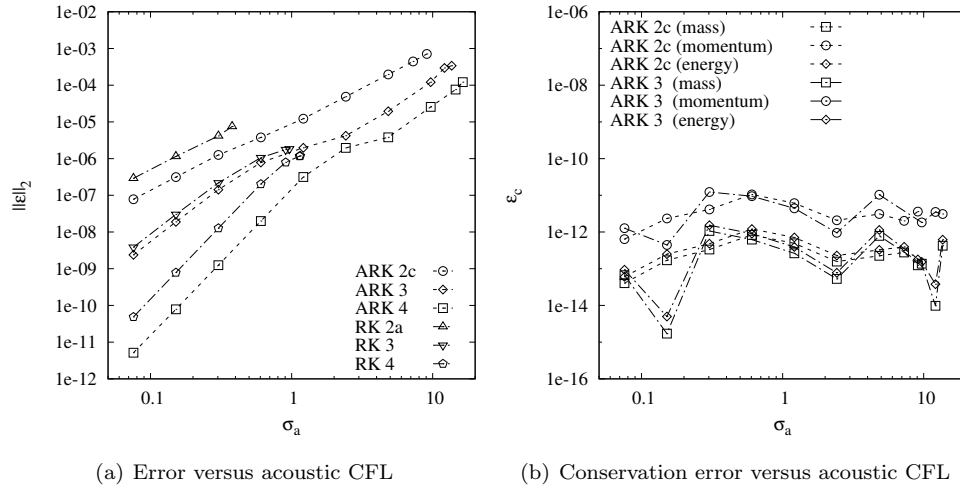 1e-02
1e-03
1e-04
1e-05
1e-06
1e-07
1e-08
1e-09
1e-10
1e-11
1e-12
||ε||₂
0.1 1 10
σₐ
ARK 2c
ARK 3
ARK 4
RK 2a
RK 3
RK 4
(a) Error versus acoustic CFL
1e-06
1e-08
1e-10
1e-12
1e-14
1e-16
ε_c
0.1 1 10
σₐ
ARK 2c (mass)
ARK 2c (momentum)
ARK 2c (energy)
ARK 3 (mass)
ARK 3 (momentum)
ARK 3 (energy)
(b) Conservation error versus acoustic CFL